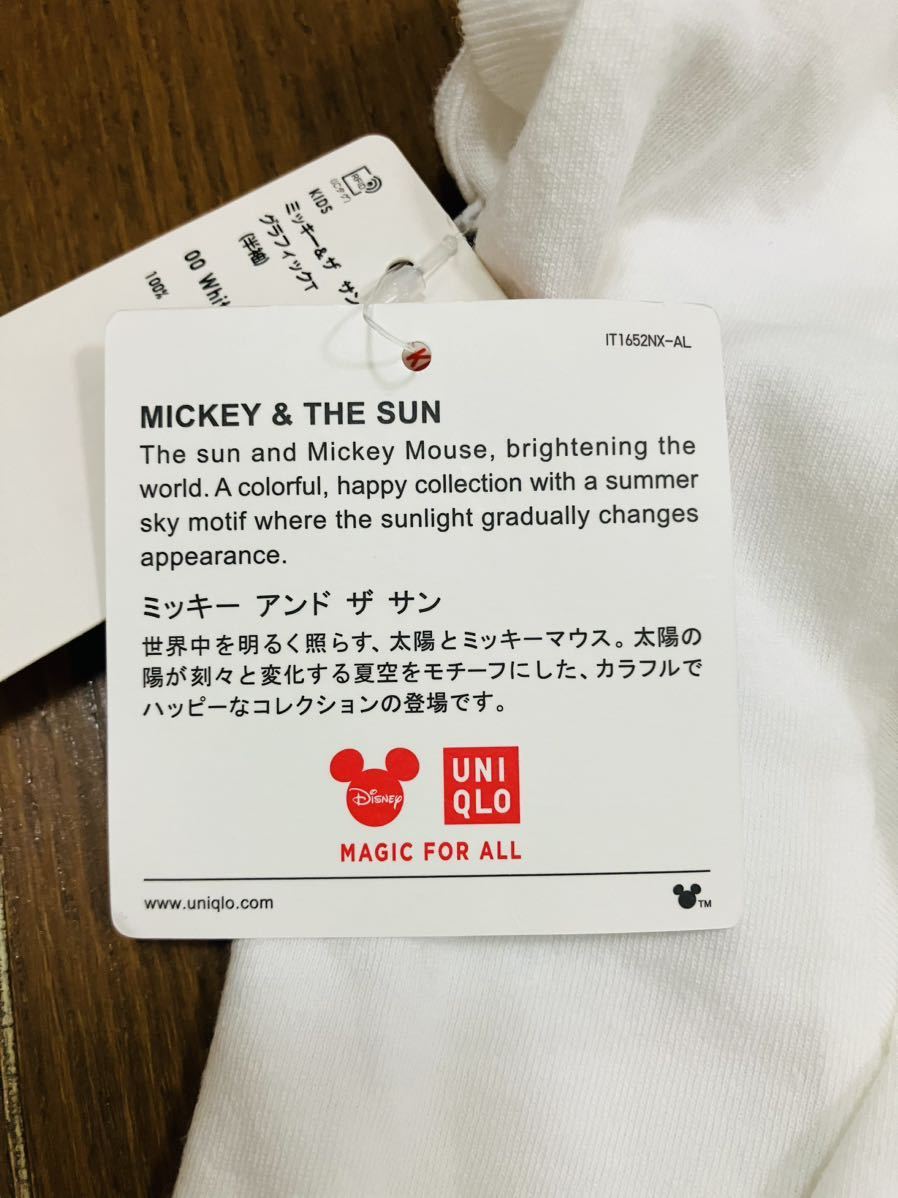 RFID
(ICタグ)
KIDS
ミッキー&ザ サン
グラフィックT
(半袖)
00
100%
IT1652NX-AL
MICKEY & THE SUN
The sun and Mickey Mouse, brightening the
world. A colorful, happy collection with a summer
sky motif where the sunlight gradually changes
appearance.
ミッキー アンド ザ サン
世界中を明るく照らす、太陽とミッキーマウス。太陽の
陽が刻々と変化する夏空をモチーフにした、カラフルで
ハッピーなコレクションの登場です。
Disney
UNI
QLO
MAGIC FOR ALL
www.uniqlo.com
TM